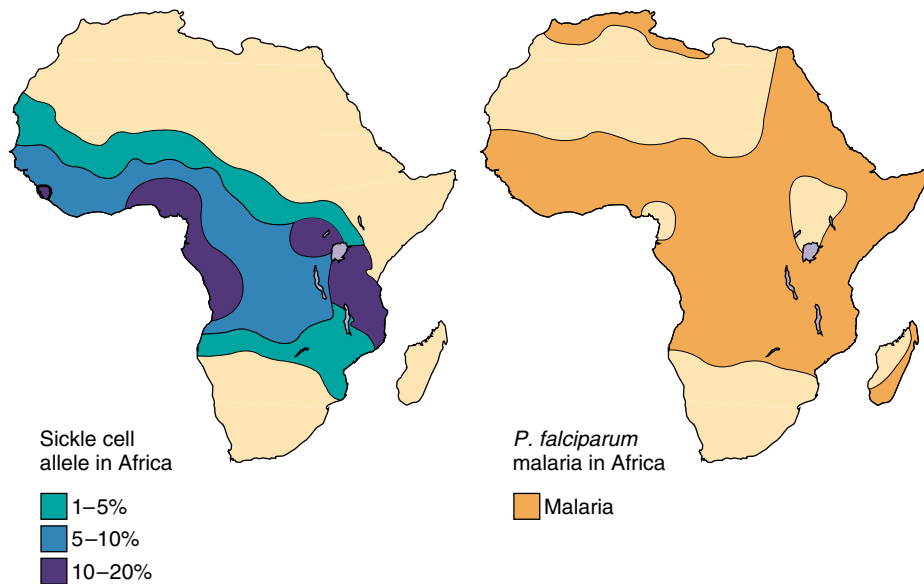 Sickle cell
allele in Africa
1–5%
5–10%
10–20%
P. falciparum
malaria in Africa
Malaria